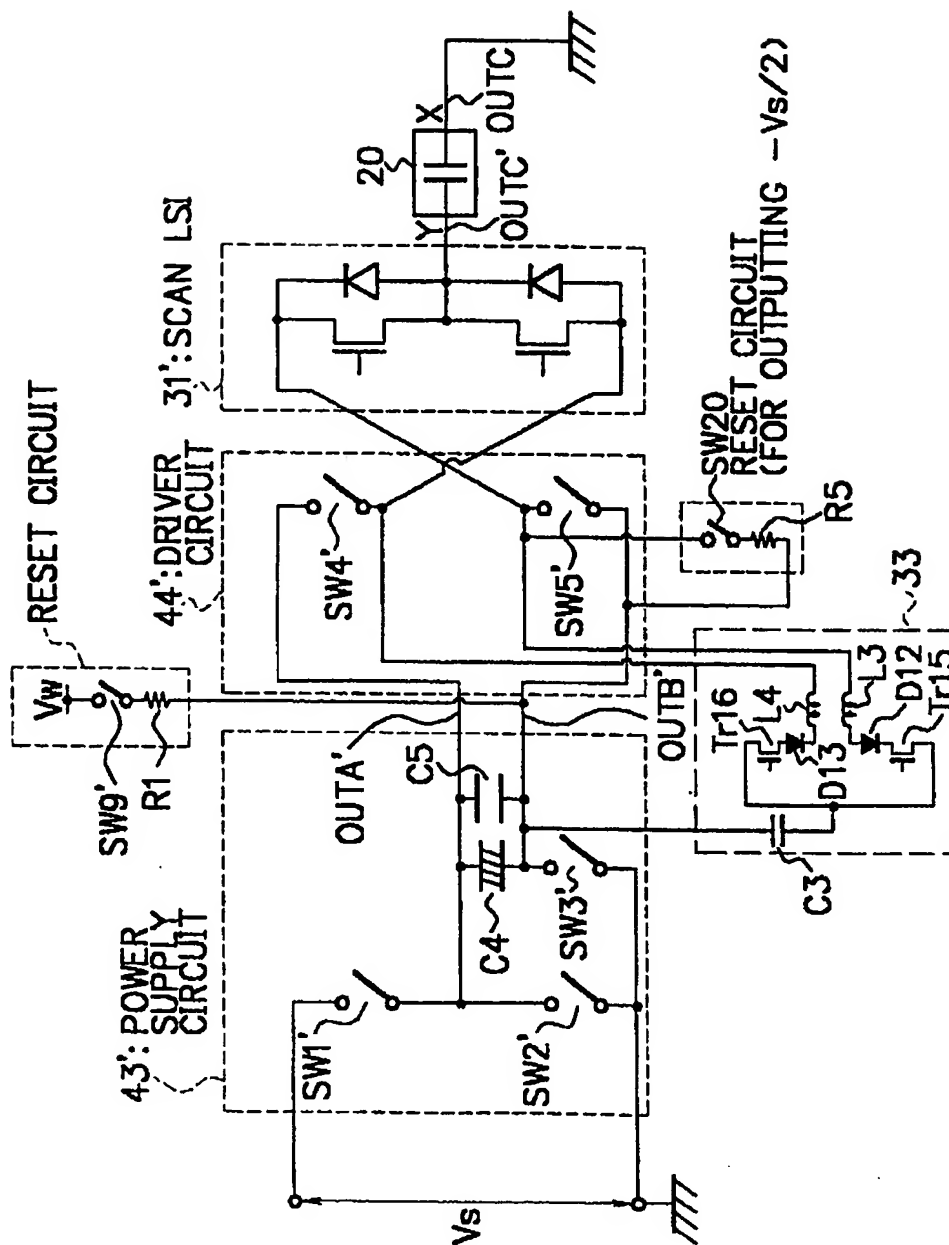 RESET CIRCUIT
Vw
SW9'
R1
43': POWER
SUPPLY
CIRCUIT
44': DRIVER
CIRCUIT
31': SCAN LSI
20
Y
X
OUTC'
OUTC
SW1'
SW2'
SW3'
C4
C5
OUTA'
OUTB'
SW4'
SW5'
SW20
RESET CIRCUIT
(FOR OUTPUTTING –Vs/2)
R5
Vs
33
Tr16
L4
D13
L3
D12
Tr15
C3